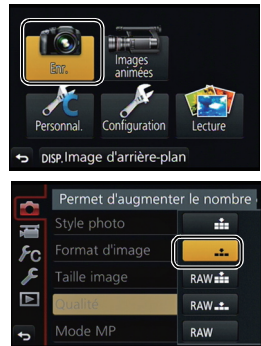 Enr.
Images
animées
Personnal.
Configuration
Lecture
DISP.Image d'arrière-plan
Permet d'augmenter le nombre
Style photo
Format d'image
Taille image
RAW
Qualité
RAW
Mode MP
RAW
C
FC